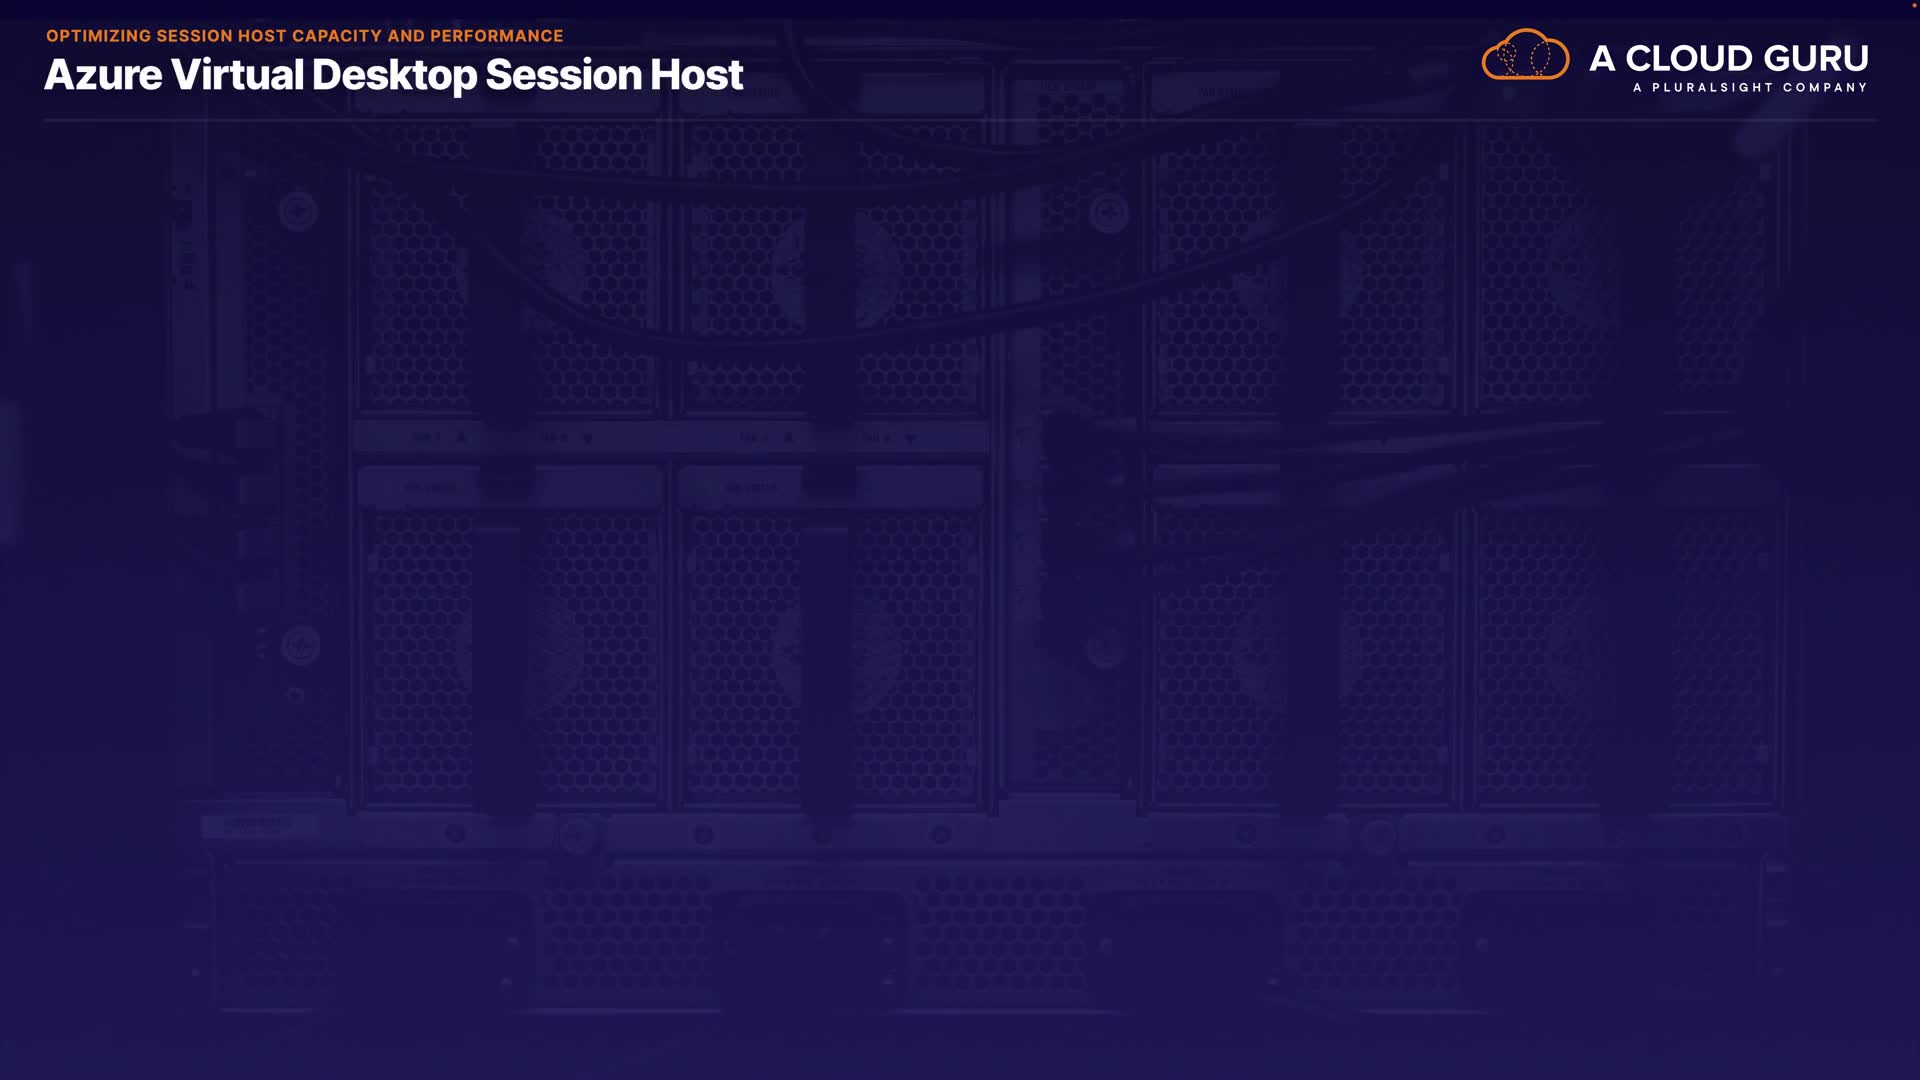 OPTIMIZING SESSION HOST CAPACITY AND PERFORMANCE
Azure Virtual Desktop Session Host
A CLOUD GURU
A PLURALSIGHT COMPANY